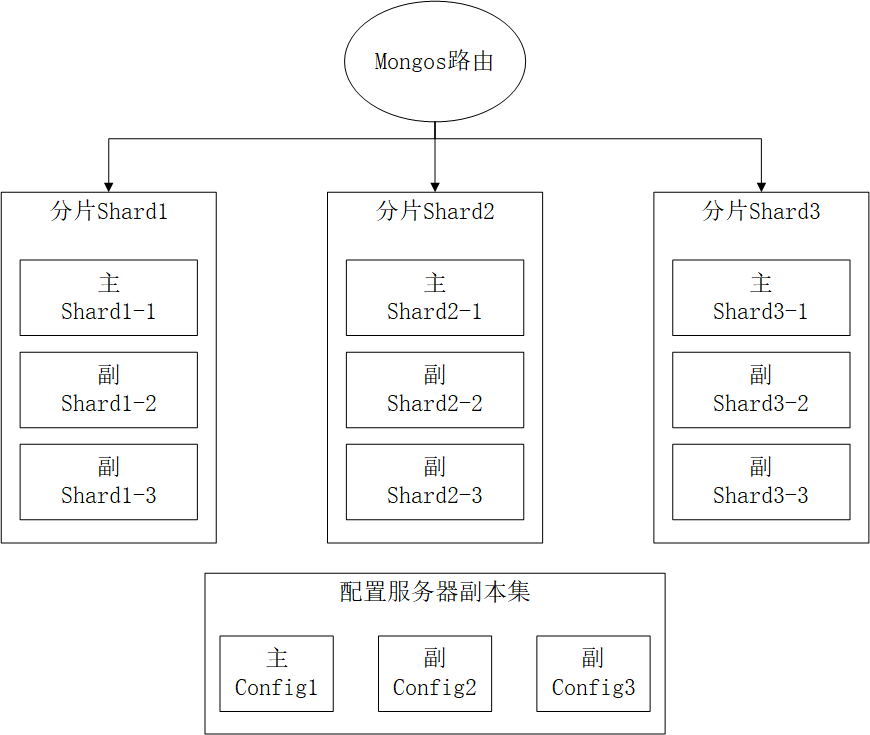 Mongos路由
分片Shard1
主
Shard1-1
副
Shard1-2
副
Shard1-3
分片Shard2
主
Shard2-1
副
Shard2-2
副
Shard2-3
分片Shard3
主
Shard3-1
副
Shard3-2
副
Shard3-3
配置服务器副本集
主
Config1
副
Config2
副
Config3